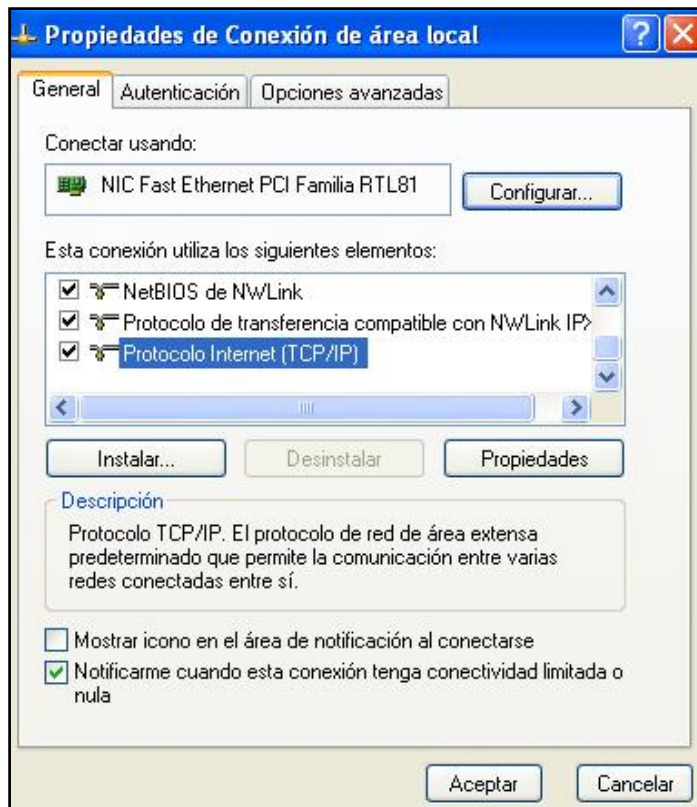 Propiedades de Conexión de área local
General Autenticación Opciones avanzadas
Conectar usando:
NIC Fast Ethernet PCI Familia RTL81 Configurar...
Esta conexión utiliza los siguientes elementos:
NetBIOS de NWLink
Protocolo de transferencia compatible con NWLink IP
Protocolo Internet (TCP/IP)
Instalar... Desinstalar Propiedades
Descripción
Protocolo TCP/IP. El protocolo de red de área extensa
predeterminado que permite la comunicación entre varias
redes conectadas entre sí.
Mostrar icono en el área de notificación al conectarse
Notificarme cuando esta conexión tenga conectividad limitada o
nula
Aceptar Cancelar